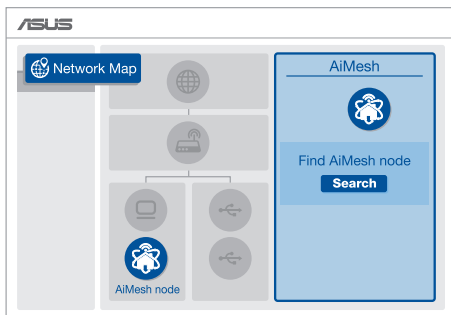 ASUS
Network Map
AiMesh
Find AiMesh node
Search
AiMesh node